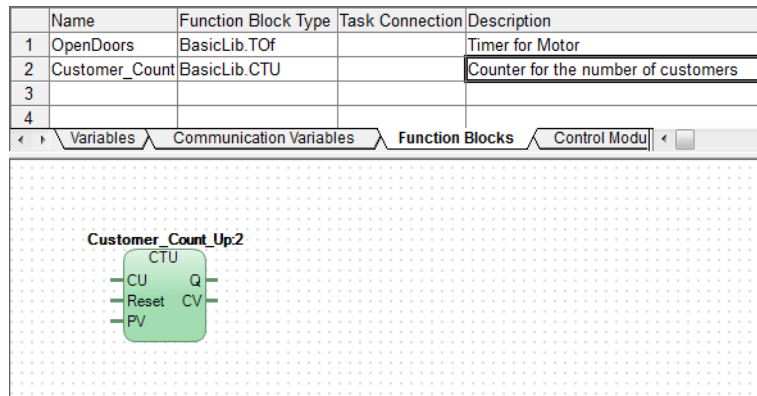 Name Function Block Type Task Connection Description
1 OpenDoors BasicLib.TOf Timer for Motor
2 Customer_Count BasicLib.CTU Counter for the number of customers
3
4
Variables Communication Variables Function Blocks Control Modu
Customer_Count_Up:2
CTU
CU Q
Reset CV
PV